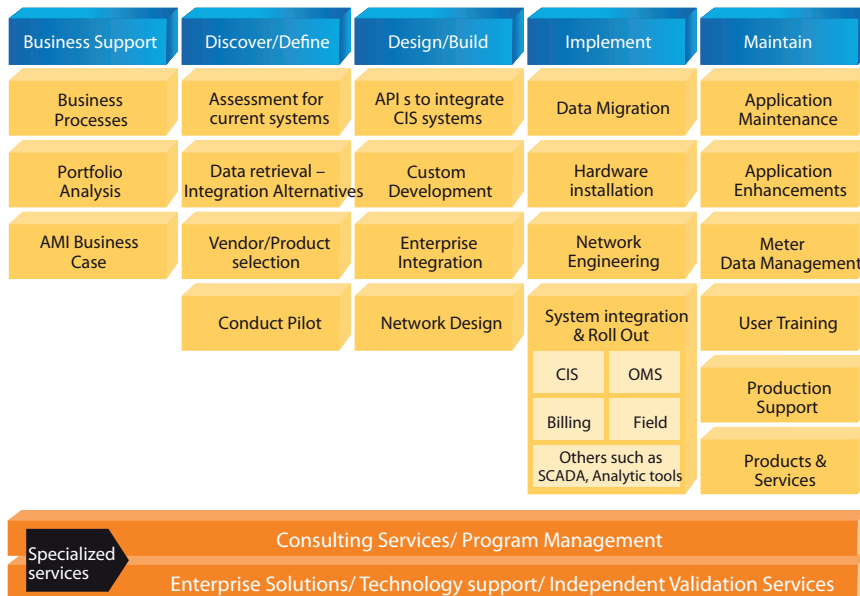 Business Support
Discover/Define
Design/Build
Implement
Maintain
Business
Processes
Assessment for
current systems
API s to integrate
CIS systems
Data Migration
Application
Maintenance
Portfolio
Analysis
Data retrieval –
Integration Alternatives
Custom
Development
Hardware
installation
Application
Enhancements
AMI Business
Case
Vendor/Product
selection
Enterprise
Integration
Network
Engineering
Meter
Data Management
Conduct Pilot
Network Design
System integration
& Roll Out
User Training
CIS
OMS
Billing
Field
Others such as
SCADA, Analytic tools
Production
Support
Products &
Services
Specialized
services
Consulting Services/ Program Management
Enterprise Solutions/ Technology support/ Independent Validation Services